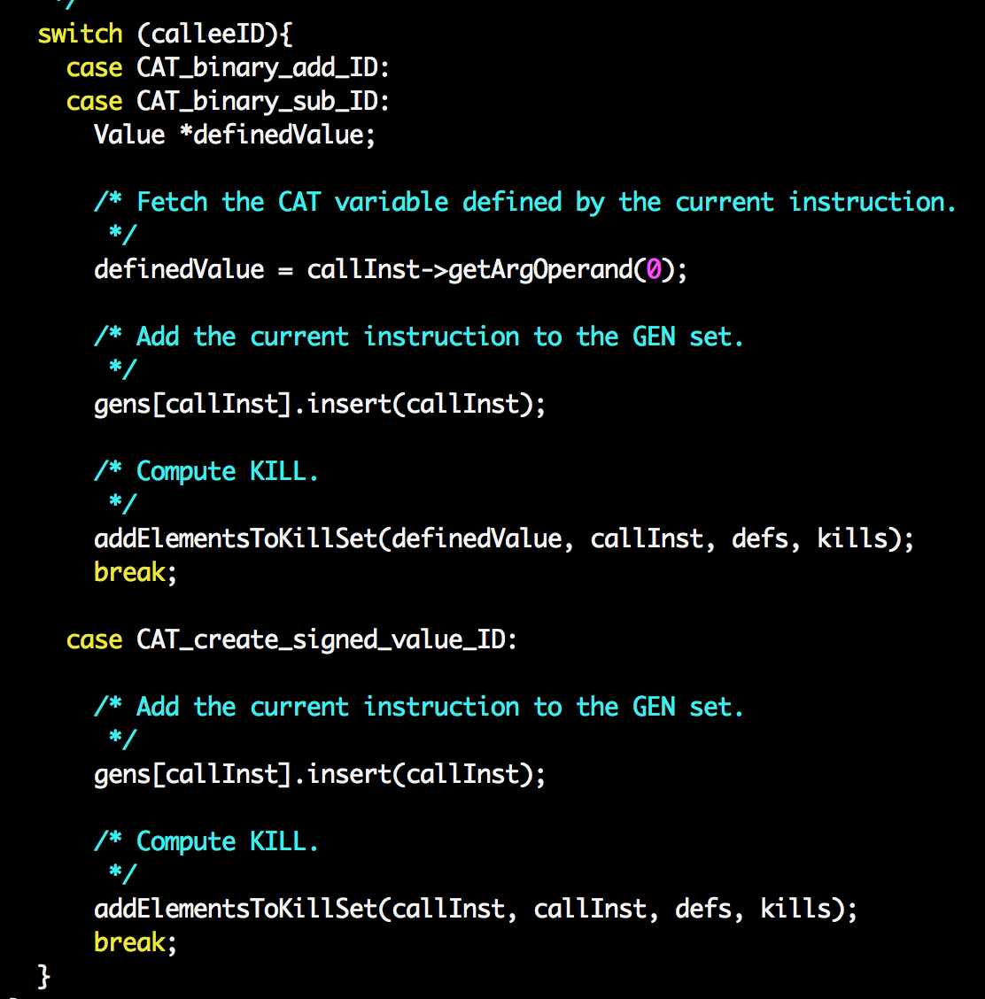 */
switch (calleeID){
  case CAT_binary_add_ID:
  case CAT_binary_sub_ID:
    Value *definedValue;

    /* Fetch the CAT variable defined by the current instruction.
     */
    definedValue = callInst->getArgOperand(0);

    /* Add the current instruction to the GEN set.
     */
    gens[callInst].insert(callInst);

    /* Compute KILL.
     */
    addElementsToKillSet(definedValue, callInst, defs, kills);
    break;

  case CAT_create_signed_value_ID:

    /* Add the current instruction to the GEN set.
     */
    gens[callInst].insert(callInst);

    /* Compute KILL.
     */
    addElementsToKillSet(callInst, callInst, defs, kills);
    break;
}